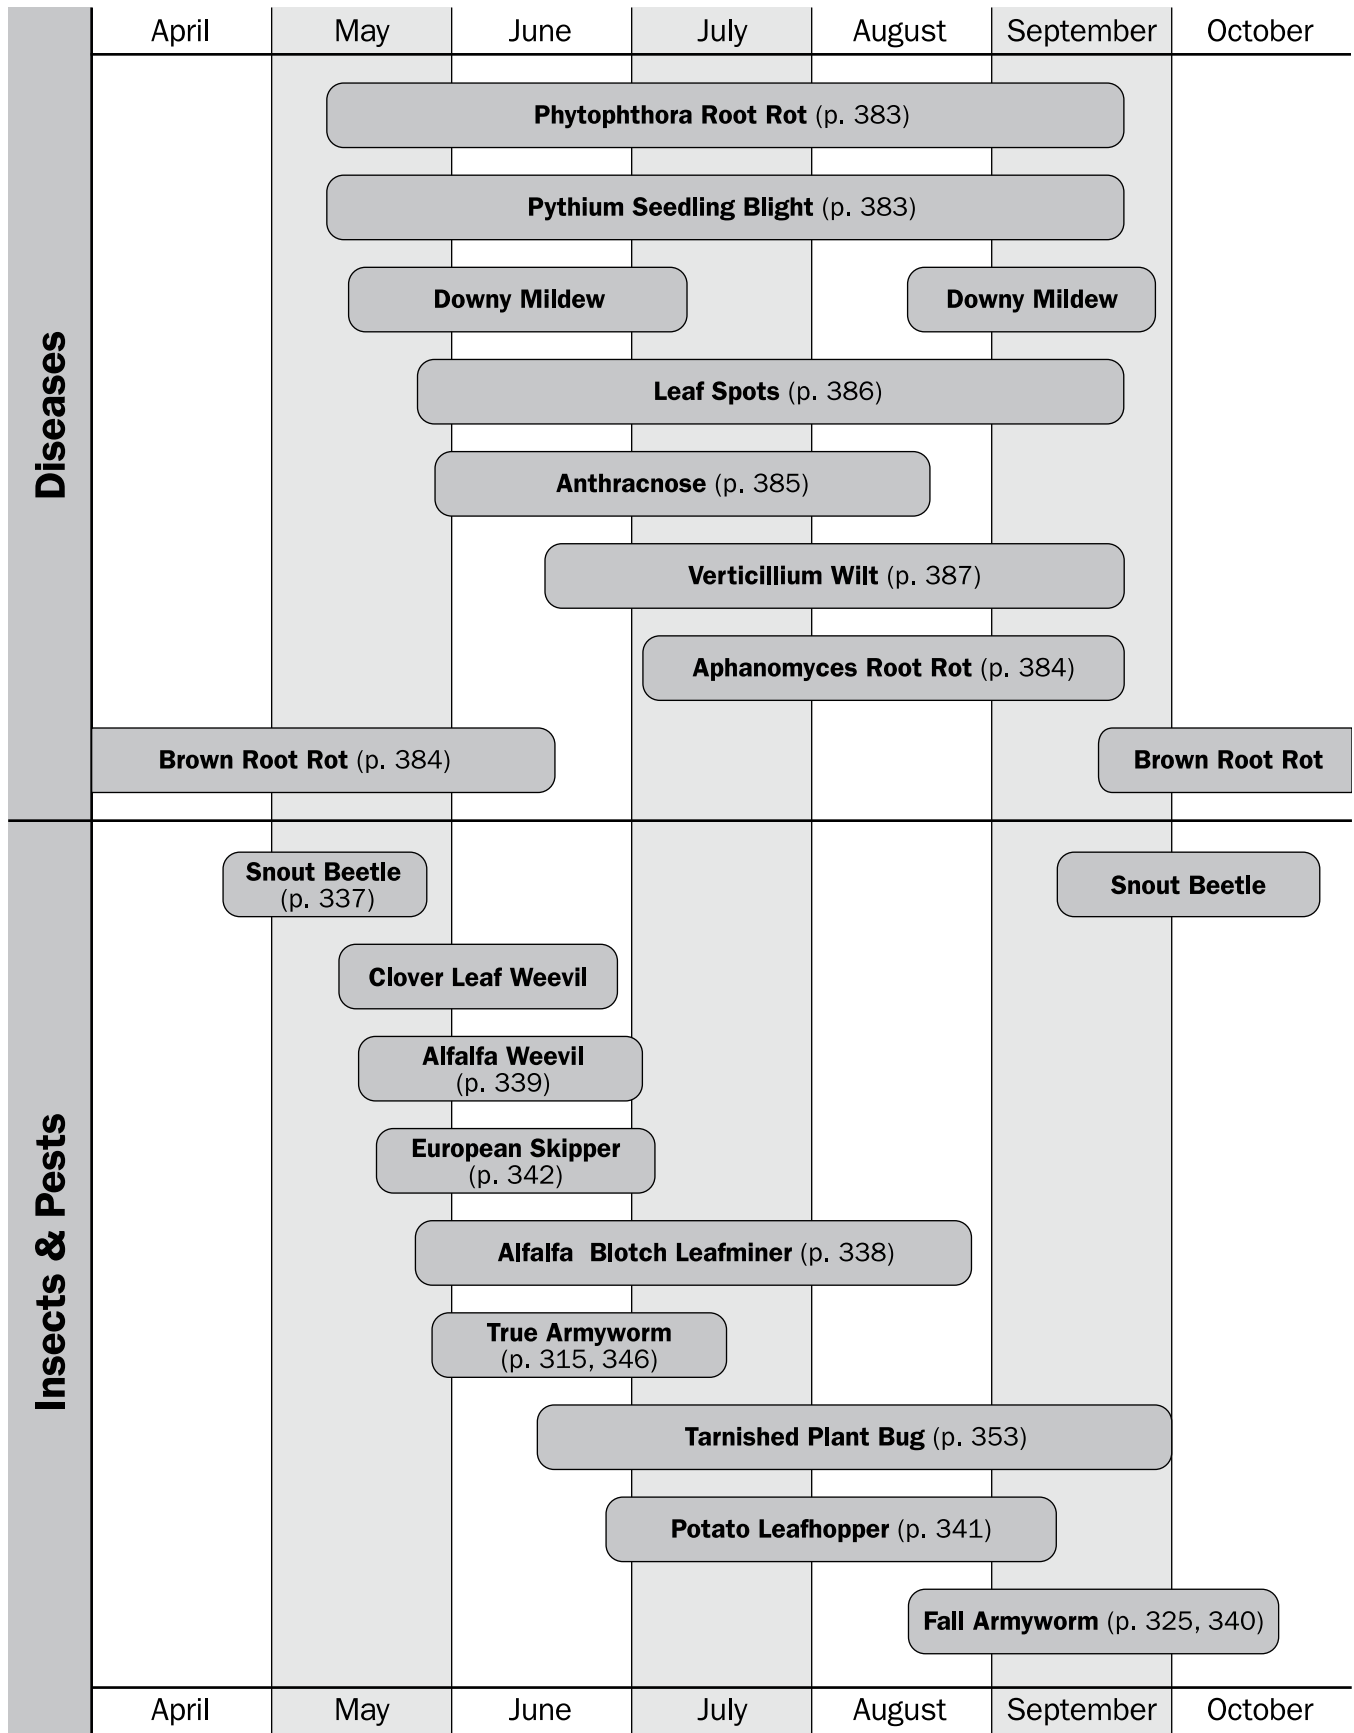 April May June July August September October
Diseases
Phytophthora Root Rot (p. 383)
Pythium Seedling Blight (p. 383)
Downy Mildew Downy Mildew
Leaf Spots (p. 386)
Anthracnose (p. 385)
Verticillium Wilt (p. 387)
Aphanomyces Root Rot (p. 384)
Brown Root Rot (p. 384) Brown Root Rot
Insects & Pests
Snout Beetle
(p. 337)
Snout Beetle
Clover Leaf Weevil
Alfalfa Weevil
(p. 339)
European Skipper
(p. 342)
Alfalfa Blotch Leafminer (p. 338)
True Armyworm
(p. 315, 346)
Tarnished Plant Bug (p. 353)
Potato Leafhopper (p. 341)
Fall Armyworm (p. 325, 340)
April May June July August September October